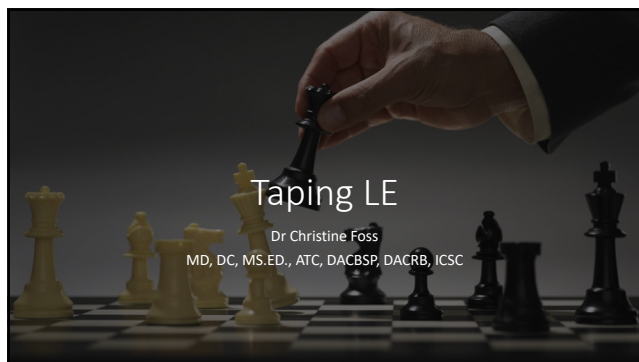 Taping LE
Dr Christine Foss
MD, DC, MS.ED., ATC, DACBSP, DACRB, ICSC